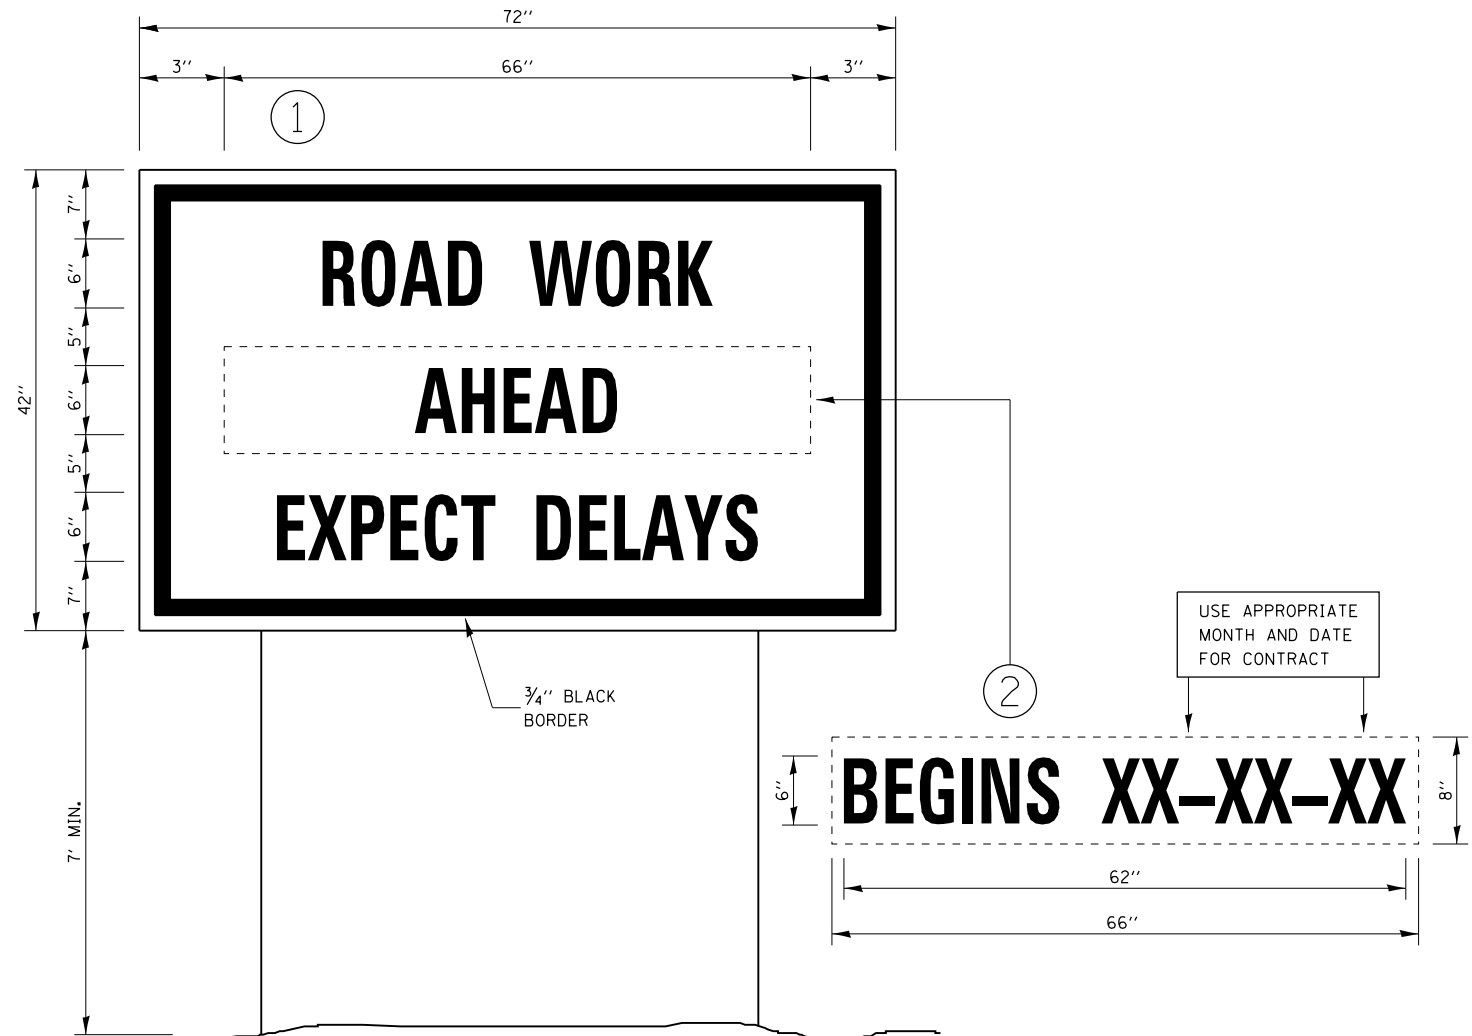 72''
3'' 66'' 3''
1
7''
ROAD WORK
6''
5''
42''
6''
AHEAD
5''
6''
EXPECT DELAYS
7''
3/4'' BLACK
BORDER
2
USE APPROPRIATE
MONTH AND DATE
FOR CONTRACT
7' MIN.
6''
BEGINS XX-XX-XX
8''
62''
66''